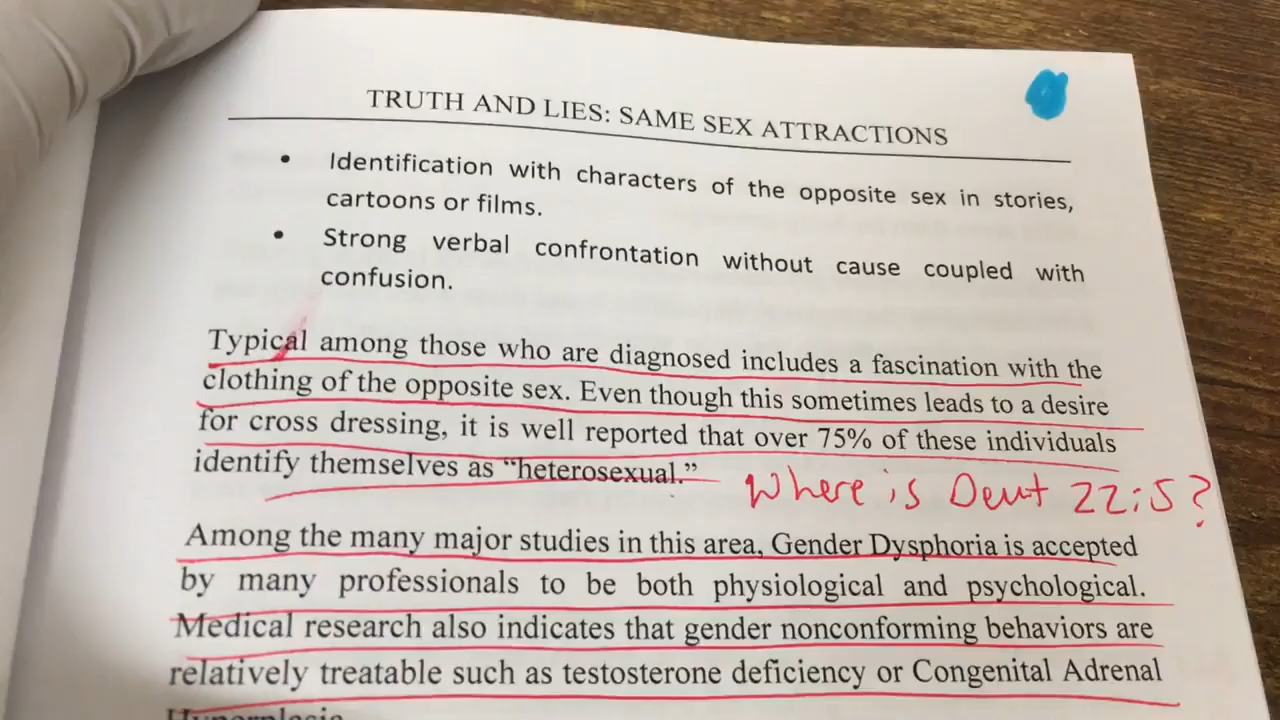 TRUTH AND LIES: SAME SEX ATTRACTIONS
• Identification with characters of the opposite sex in stories,
cartoons or films.
• Strong verbal confrontation without cause coupled with
confusion.
Typical among those who are diagnosed includes a fascination with the
clothing of the opposite sex. Even though this sometimes leads to a desire
for cross dressing, it is well reported that over 75% of these individuals
identify themselves as “heterosexual.”
Where is Deut 22:5?
Among the many major studies in this area, Gender Dysphoria is accepted
by many professionals to be both physiological and psychological.
Medical research also indicates that gender nonconforming behaviors are
relatively treatable such as testosterone deficiency or Congenital Adrenal
Hyperplasia.